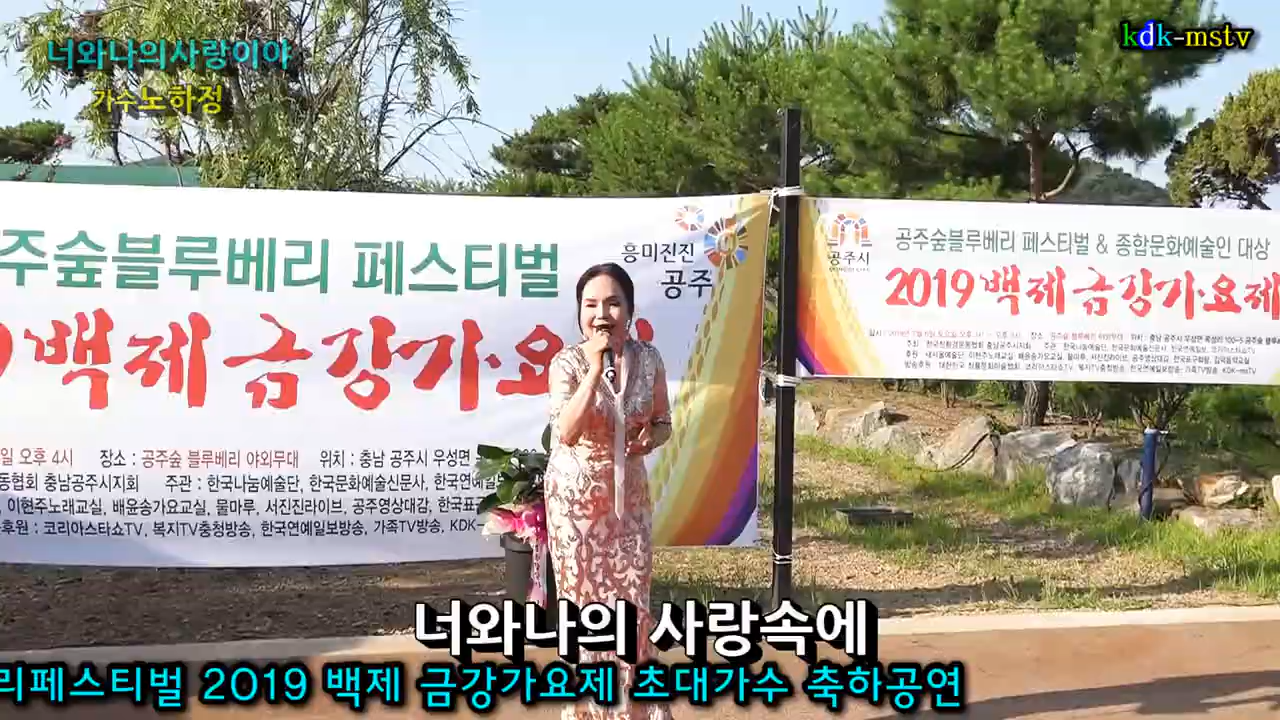 너와나의사랑이야
가수노하정
kdk-mstv
주숲블루베리 페스티벌
흥미진진
공주
백제금강가요
일 오후 4시 장소 : 공주숲 블루베리 야외무대 위치 : 충남 공주시 우성면
동협회 충남공주시지회 주관 : 한국나눔예술단, 한국문화예술신문사, 한국연예일
, 이현주노래교실, 배윤송가요교실, 물마루, 서진진라이브, 공주영상대감, 한국표
후원 : 코리아스타쇼TV, 복지TV충청방송, 한국연예일보방송, 가족TV방송, KDK-
공주시
공주숲블루베리 페스티벌 & 종합문화예술인 대상
2019백제금강가요제
너와나의 사랑속에
리페스티벌 2019 백제 금강가요제 초대가수 축하공연